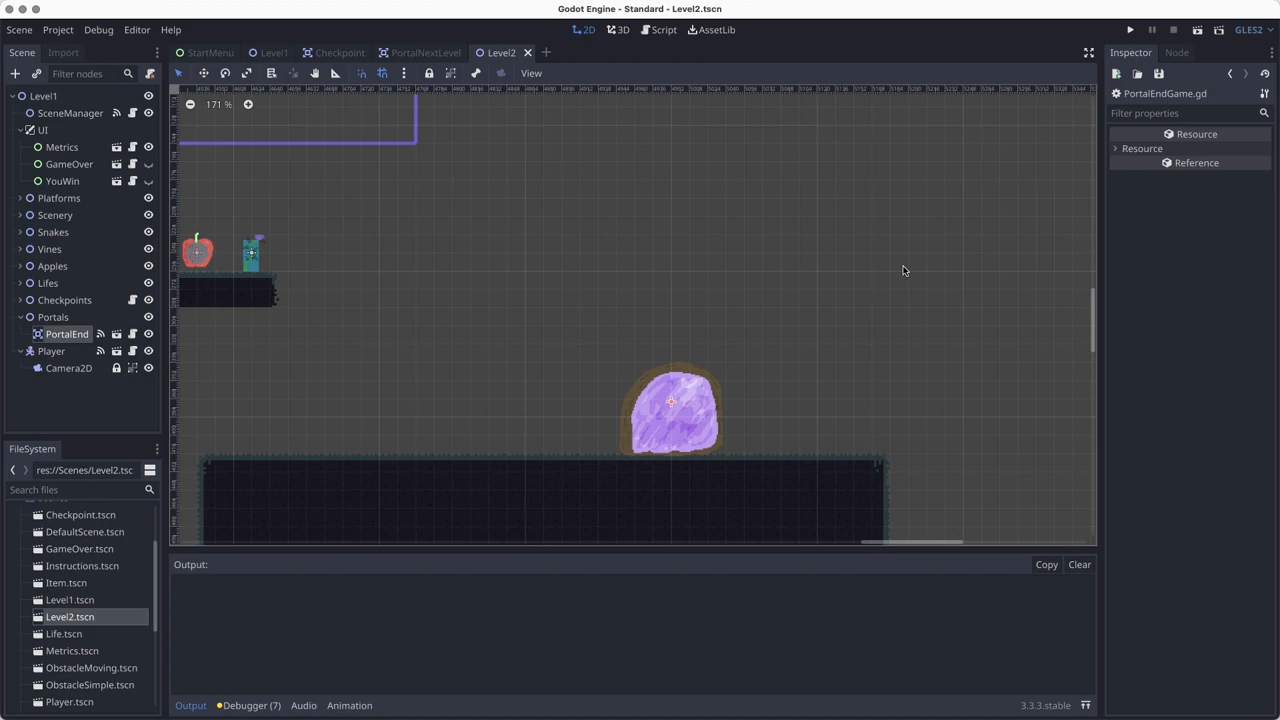 Godot Engine - Standard - Level2.tscn
Scene Project Debug Editor Help
2D 3D Script AssetLib
GLES2
Scene Import
StartMenu Level1 Checkpoint PortalNextLevel Level2
Inspector Node
Filter nodes
View
171 %
PortalEndGame.gd
Filter properties
Resource
Resource
Reference
Level1
SceneManager
UI
Metrics
GameOver
YouWin
Platforms
Scenery
Snakes
Vines
Apples
Lifes
Checkpoints
Portals
PortalEnd
Player
Camera2D
FileSystem
res://Scenes/Level2.tsc
Search files
Checkpoint.tscn
DefaultScene.tscn
GameOver.tscn
Instructions.tscn
Item.tscn
Level1.tscn
Level2.tscn
Life.tscn
Metrics.tscn
ObstacleMoving.tscn
ObstacleSimple.tscn
Player.tscn
Output:
Copy Clear
Output Debugger (7) Audio Animation
3.3.3.stable